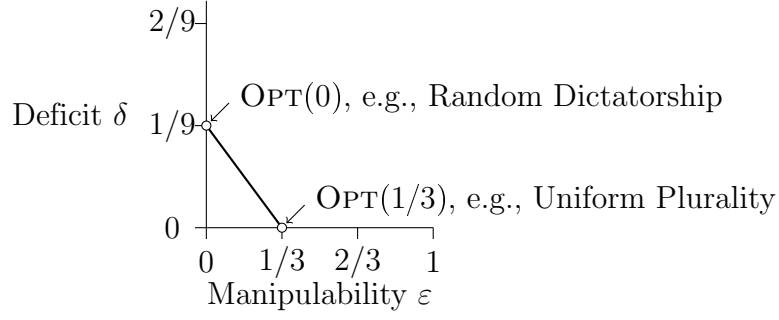 2/9
OPT(0), e.g., Random Dictatorship
Deficit δ
1/9
OPT(1/3), e.g., Uniform Plurality
0
0 1/3 2/3 1
Manipulability ε